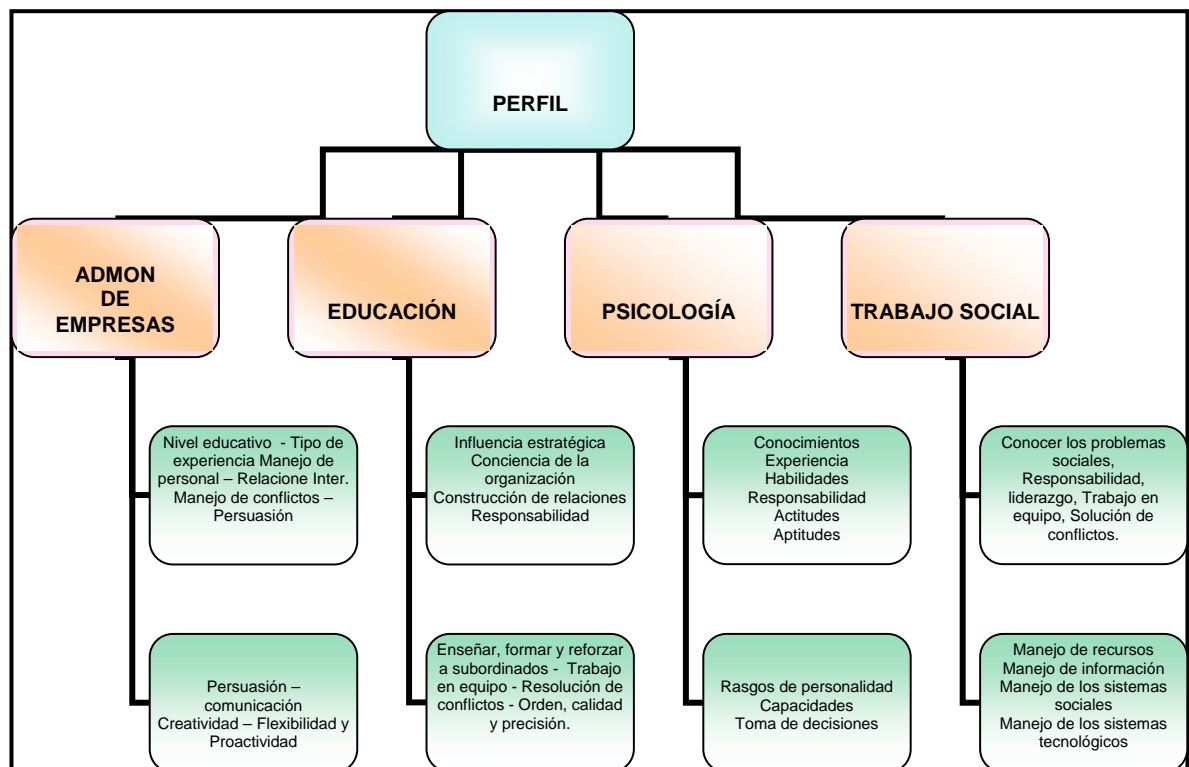 PERFIL
ADMON
DE
EMPRESAS
EDUCACIÓN
PSICOLOGÍA
TRABAJO SOCIAL
Nivel educativo - Tipo de
experiencia Manejo de
personal – Relacione Inter.
Manejo de conflictos –
Persuasión
Influencia estratégica
Conciencia de la
organización
Construcción de relaciones
Responsabilidad
Conocimientos
Experiencia
Habilidades
Responsabilidad
Actitudes
Aptitudes
Conocer los problemas
sociales,
Responsabilidad,
liderazgo, Trabajo en
equipo, Solución de
conflictos.
Persuasión –
comunicación
Creatividad – Flexibilidad y
Proactividad
Enseñar, formar y reforzar
a subordinados - Trabajo
en equipo - Resolución de
conflictos - Orden, calidad
y precisión.
Rasgos de personalidad
Capacidades
Toma de decisiones
Manejo de recursos
Manejo de información
Manejo de los sistemas
sociales
Manejo de los sistemas
tecnológicos